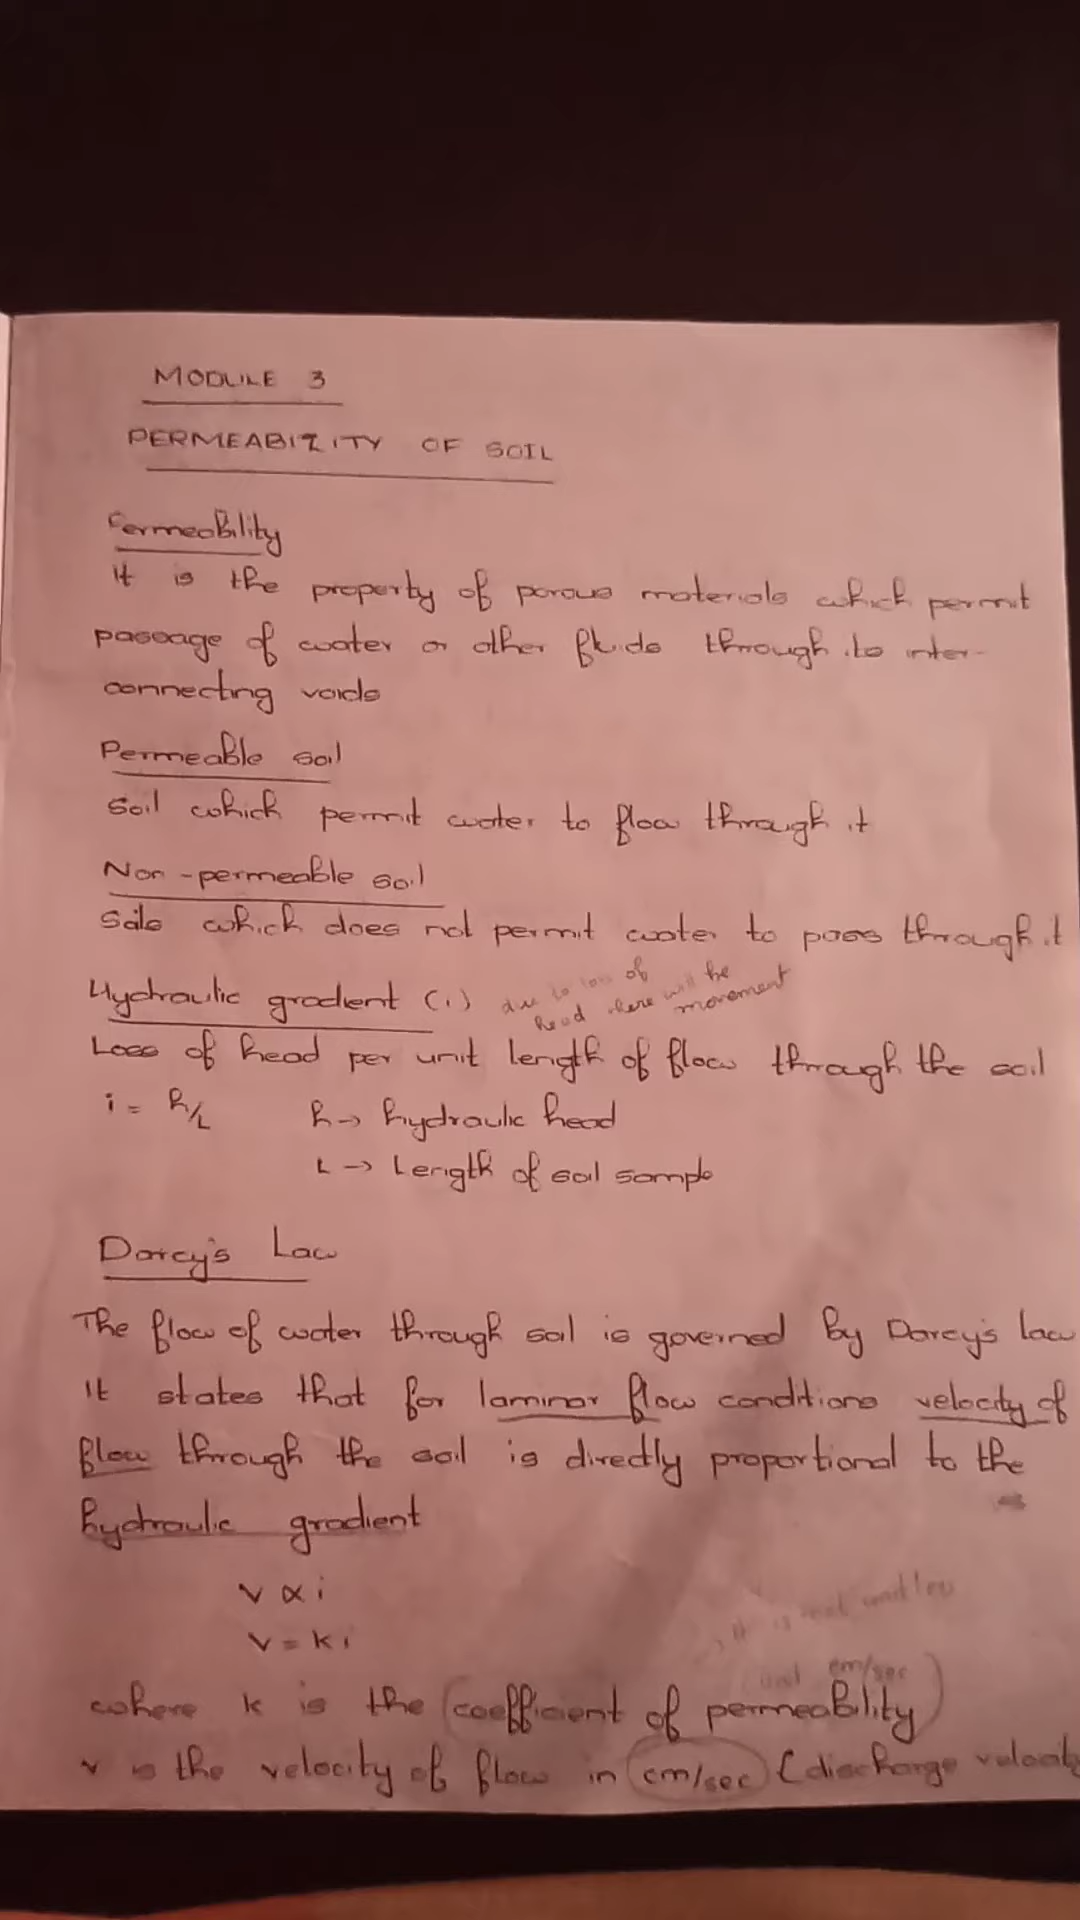 MODULE 3
PERMEABILITY OF SOIL
Permeability
It is the property of porous materials which permit
passage of water or other fluids through its inter-
connecting voids
Permeable soil
Soil which permit water to flow through it
Non-permeable soil
Soils which does not permit water to pass through it
Hydraulic gradient (i) due to loss of
head there will be
movement
Loss of head per unit length of flow through the soil
i = h/L h → hydraulic head
L → Length of soil sample
Darcy's Law
The flow of water through soil is governed by Darcy's law
It states that for laminar flow conditions velocity of
flow through the soil is directly proportional to the
hydraulic gradient
v ∝ i
v = ki
it is not unitless
unit cm/sec
where k is the (coefficient of permeability)
v is the velocity of flow in cm/sec (discharge velocity